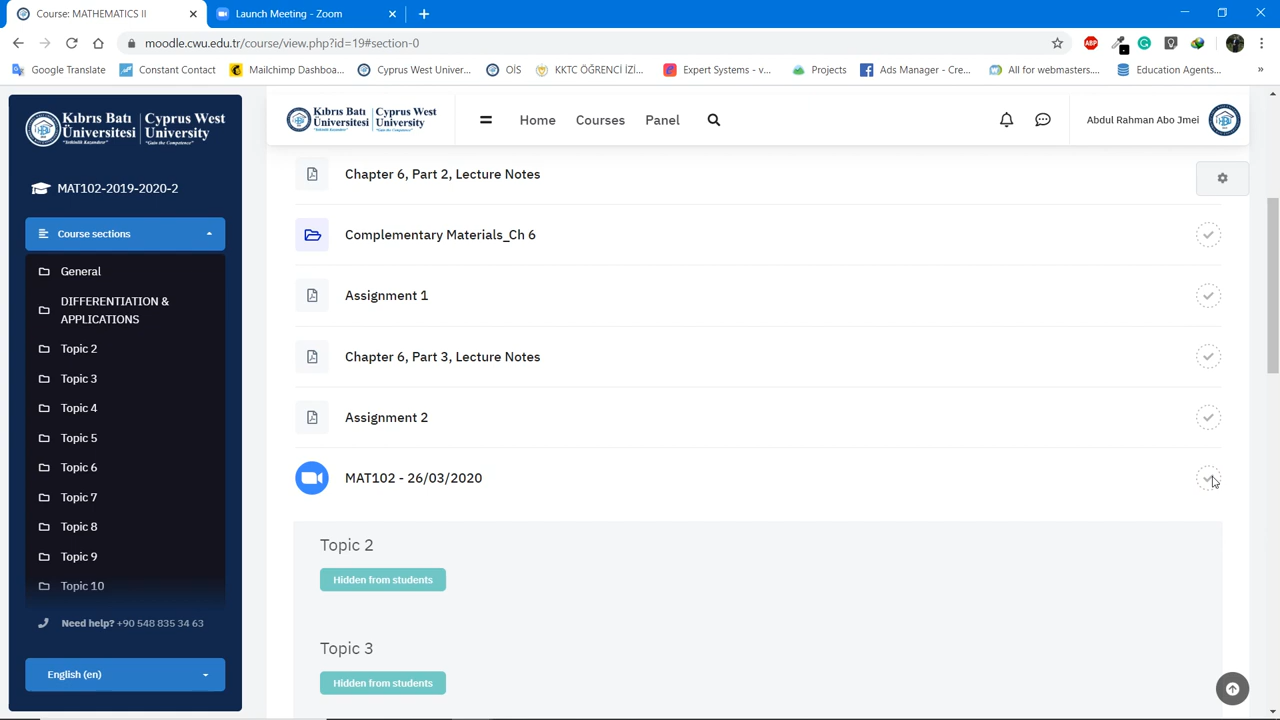 Course: MATHEMATICS II
Launch Meeting - Zoom
moodle.cwu.edu.tr/course/view.php?id=19#section-0
ABP
Google Translate
Constant Contact
Mailchimp Dashboa...
Cyprus West Univer...
OİS
KKTC ÖĞRENCİ İZİ...
Expert Systems - v...
Projects
Ads Manager - Cre...
All for webmasters....
Education Agents...
»
Kıbrıs Batı Üniversitesi
"Yetkinlik Kazandırır"
Cyprus West University
"Gain the Competence"
MAT102-2019-2020-2
Course sections
General
DIFFERENTIATION &
APPLICATIONS
Topic 2
Topic 3
Topic 4
Topic 5
Topic 6
Topic 7
Topic 8
Topic 9
Topic 10
Need help? +90 548 835 34 63
English (en)
Kıbrıs Batı Üniversitesi
Cyprus West University
Home
Courses
Panel
Abdul Rahman Abo Jmei
Chapter 6, Part 2, Lecture Notes
Complementary Materials_Ch 6
Assignment 1
Chapter 6, Part 3, Lecture Notes
Assignment 2
MAT102 - 26/03/2020
Topic 2
Hidden from students
Topic 3
Hidden from students